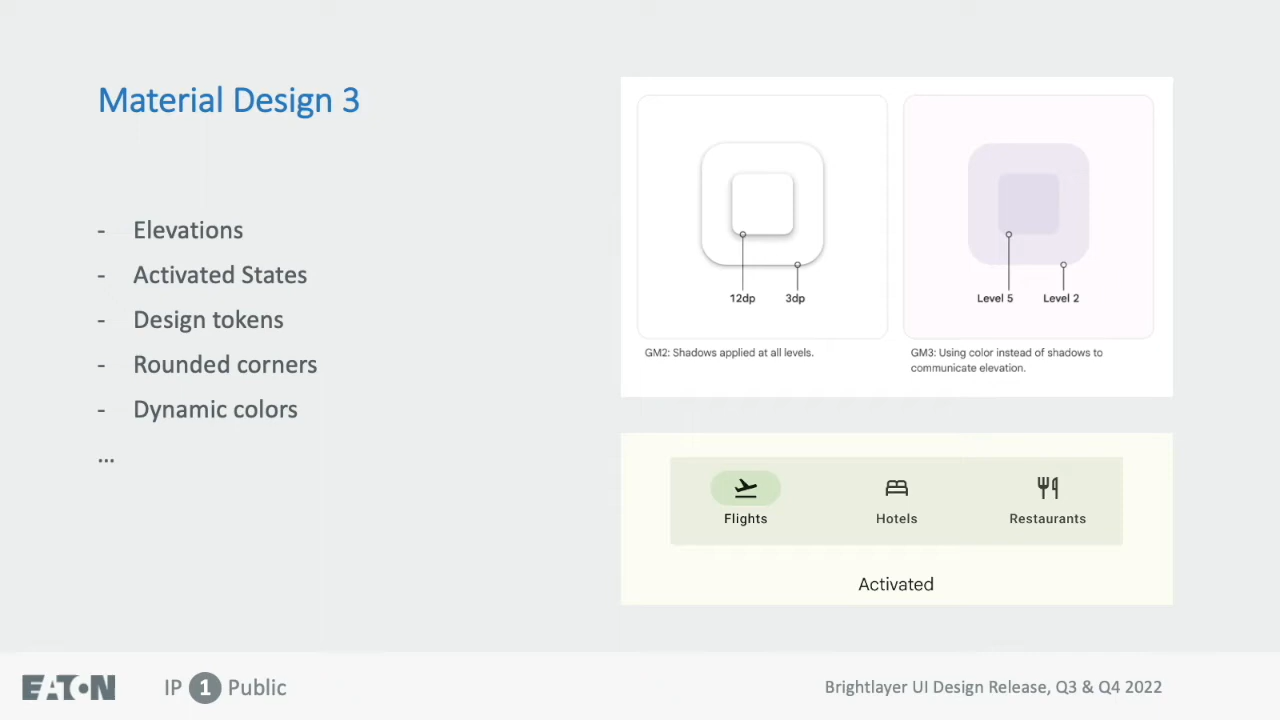 Material Design 3
- Elevations
- Activated States
- Design tokens
- Rounded corners
- Dynamic colors
...
12dp 3dp
GM2: Shadows applied at all levels.
Level 5 Level 2
GM3: Using color instead of shadows to
communicate elevation.
Flights Hotels Restaurants
Activated
EATON IP 1 Public
Brightlayer UI Design Release, Q3 & Q4 2022